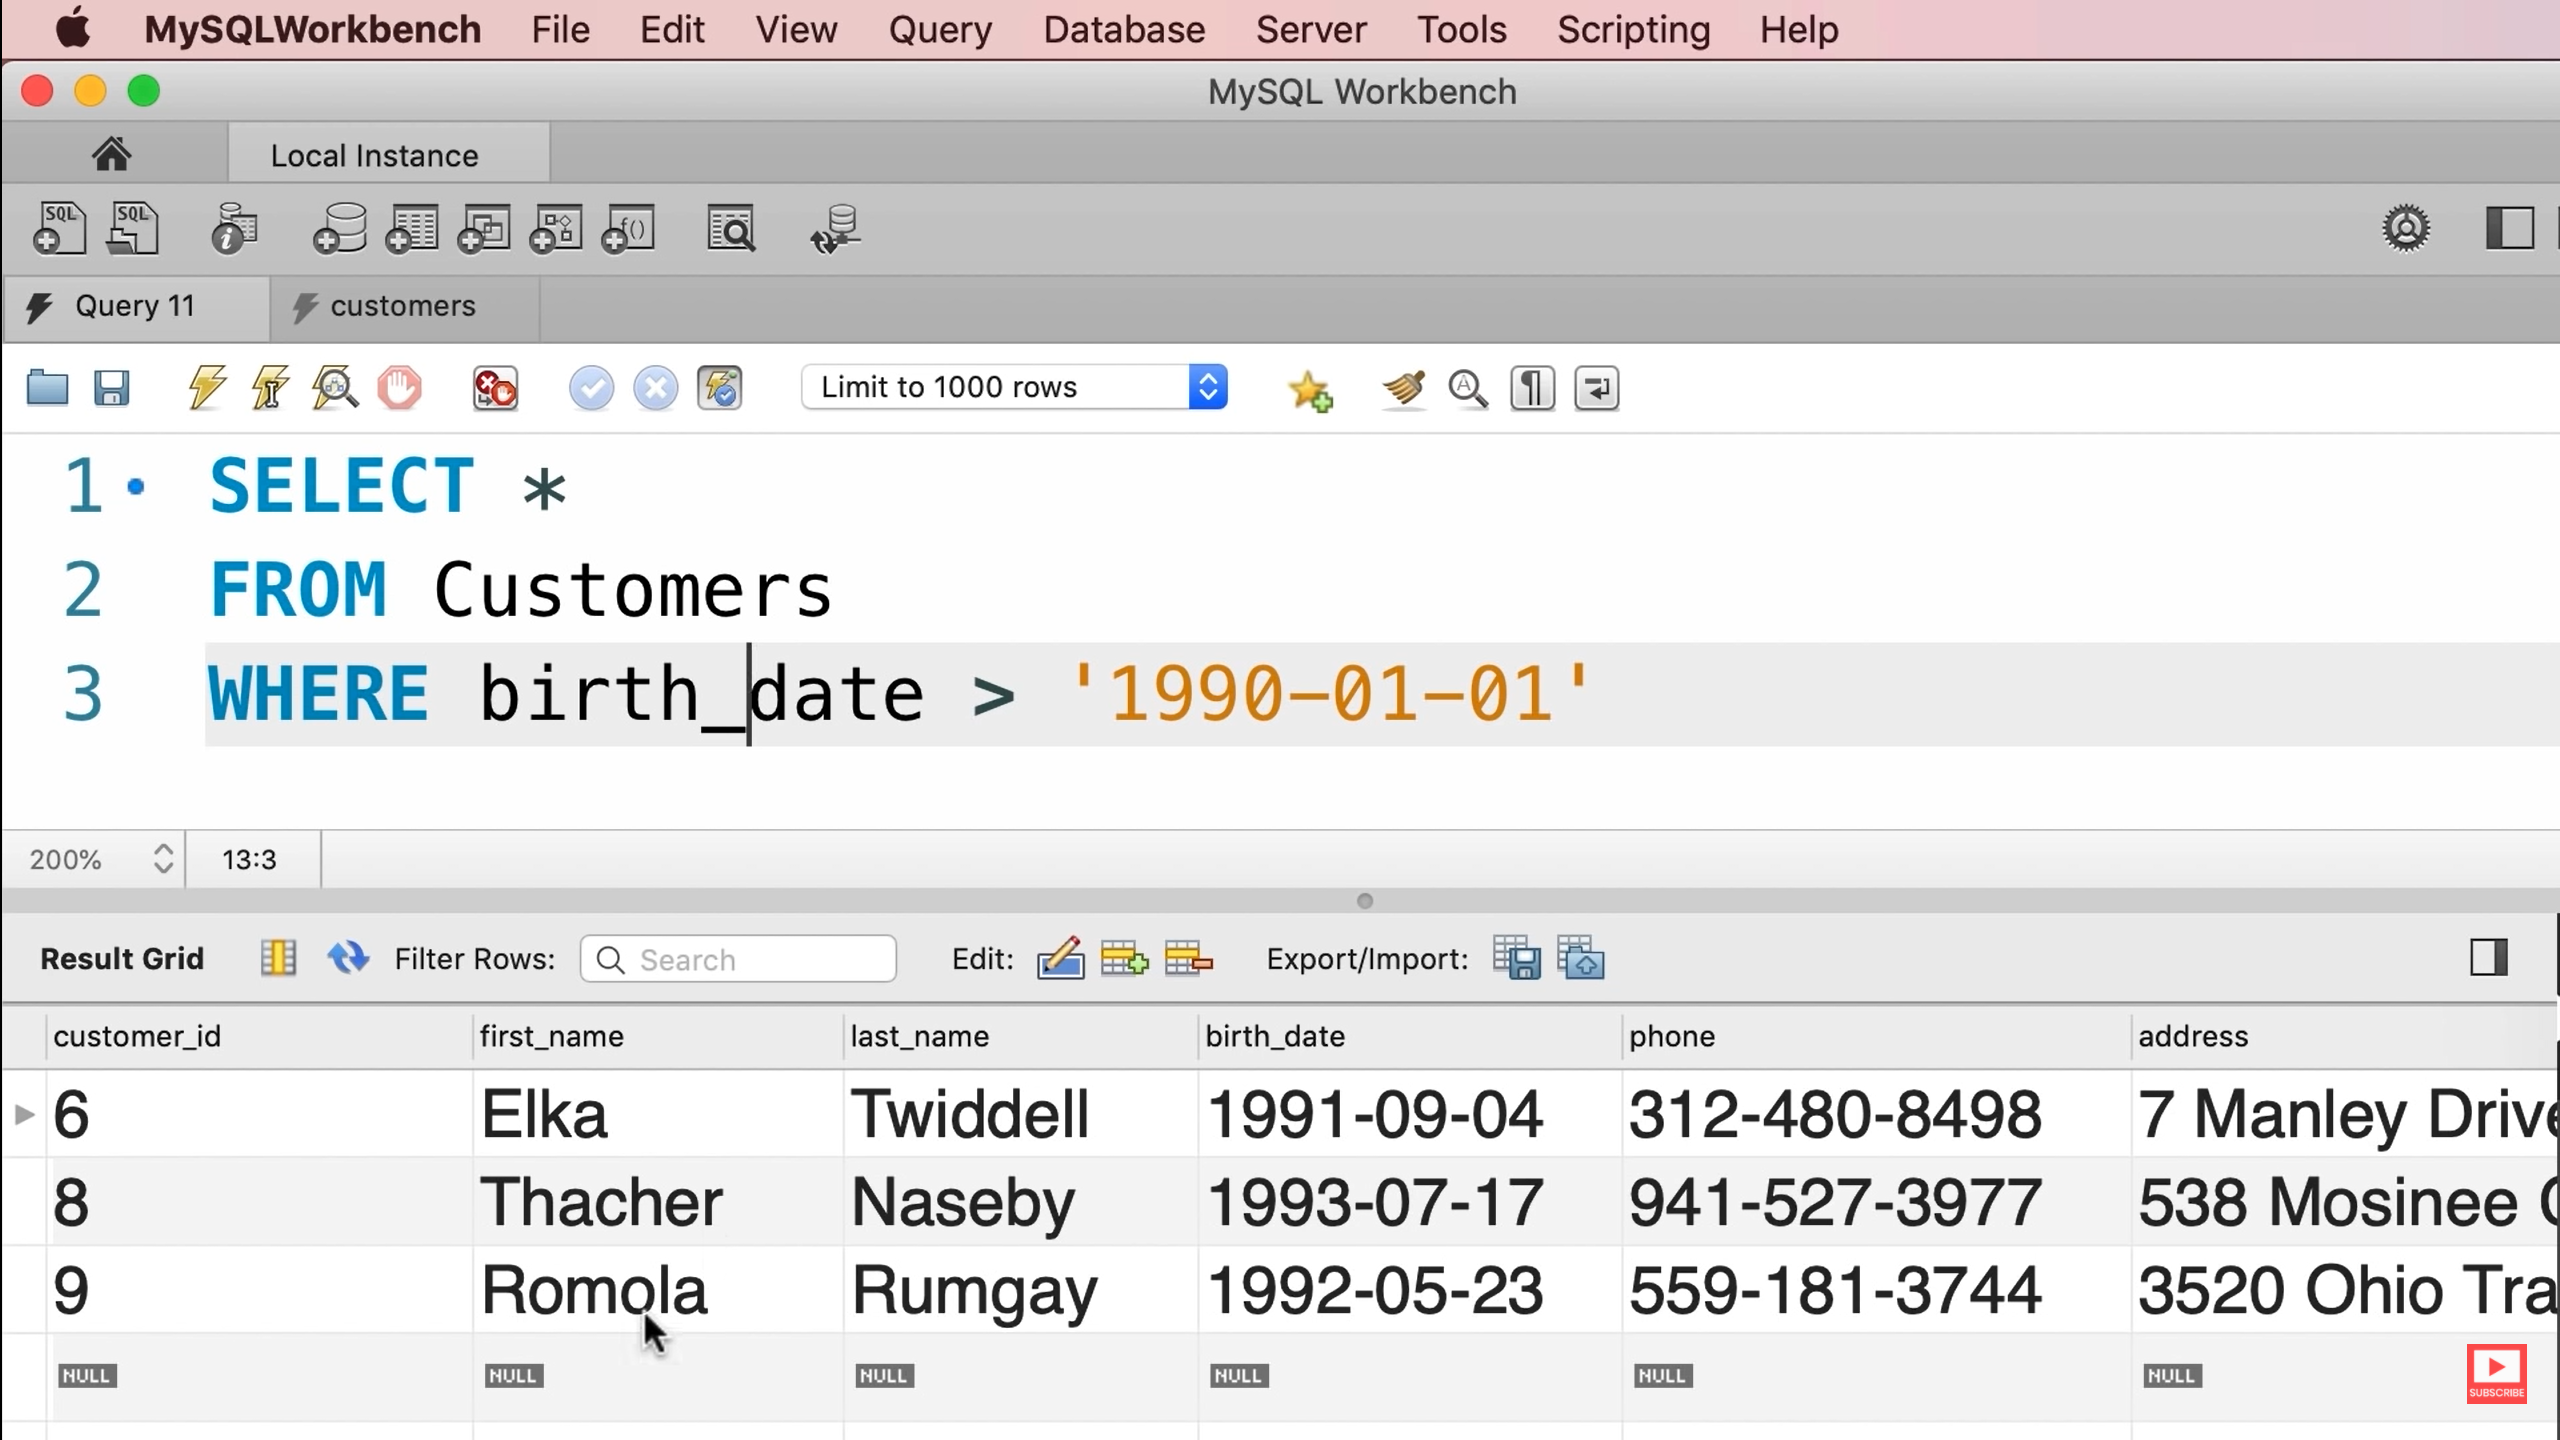 MySQLWorkbench File Edit View Query Database Server Tools Scripting Help
MySQL Workbench
Local Instance
SQL SQL f()
Query 11 customers
Limit to 1000 rows
1 SELECT *
2 FROM Customers
3 WHERE birth_date > '1990-01-01'
200% 13:3
Result Grid Filter Rows: Search Edit: Export/Import:
customer_id first_name last_name birth_date phone address
6 Elka Twiddell 1991-09-04 312-480-8498 7 Manley Drive
8 Thacher Naseby 1993-07-17 941-527-3977 538 Mosinee
9 Romola Rumgay 1992-05-23 559-181-3744 3520 Ohio Tra
NULL NULL NULL NULL NULL NULL
SUBSCRIBE